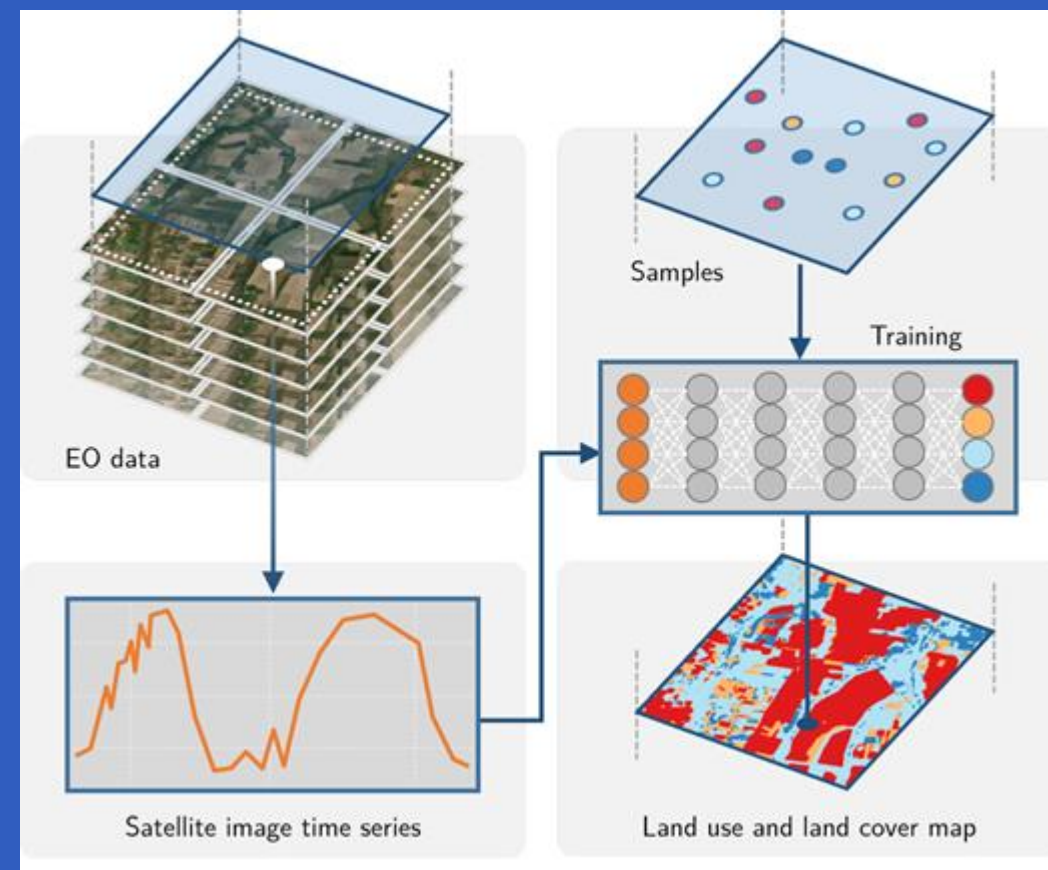 Samples
Training
EO data
Satellite image time series
Land use and land cover map